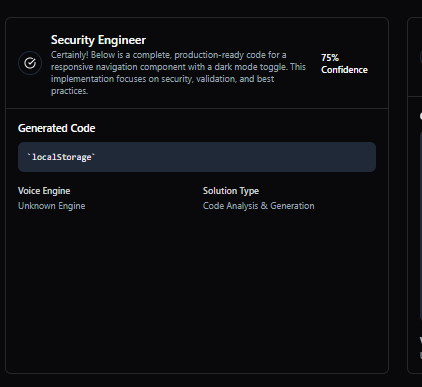 Security Engineer
Certainly! Below is a complete, production-ready code for a
responsive navigation component with a dark mode toggle. This
implementation focuses on security, validation, and best
practices.
75%
Confidence
Generated Code
`localStorage`
Voice Engine
Solution Type
Unknown Engine
Code Analysis & Generation